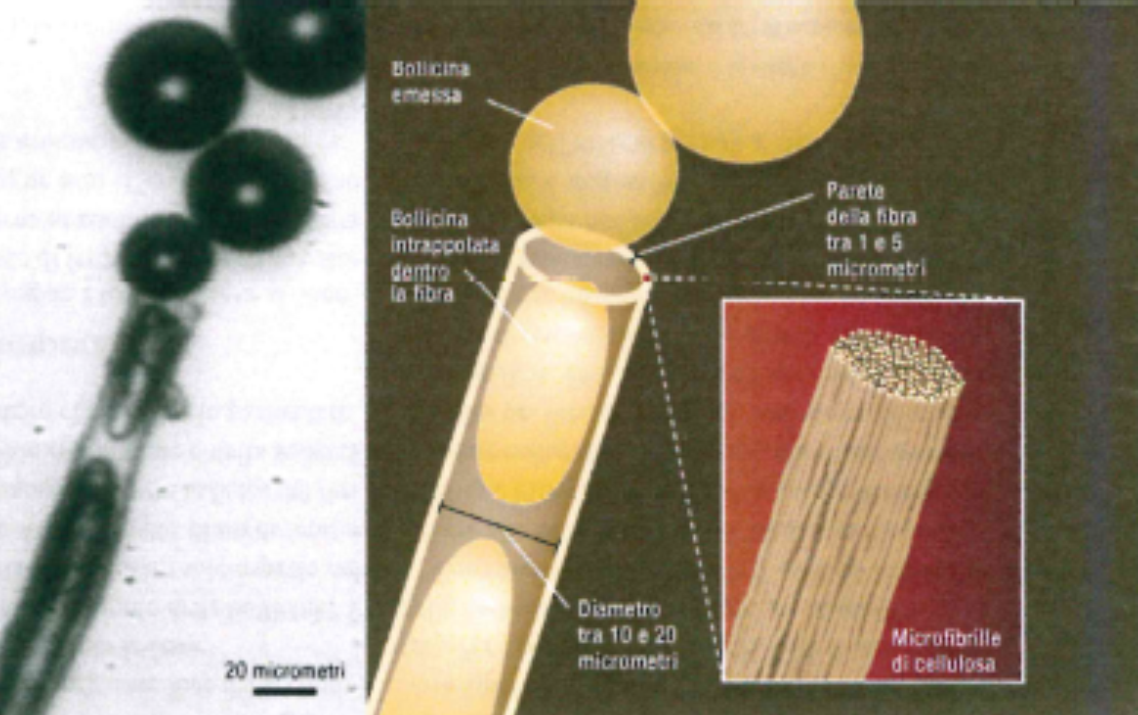 Bollicina
emessa
Bollicina
intrappolata
dentro
la fibra
Parete
della fibra
tra 1 e 5
micrometri
Diametro
tra 10 e 20
micrometri
Microfibrille
di cellulosa
20 micrometri